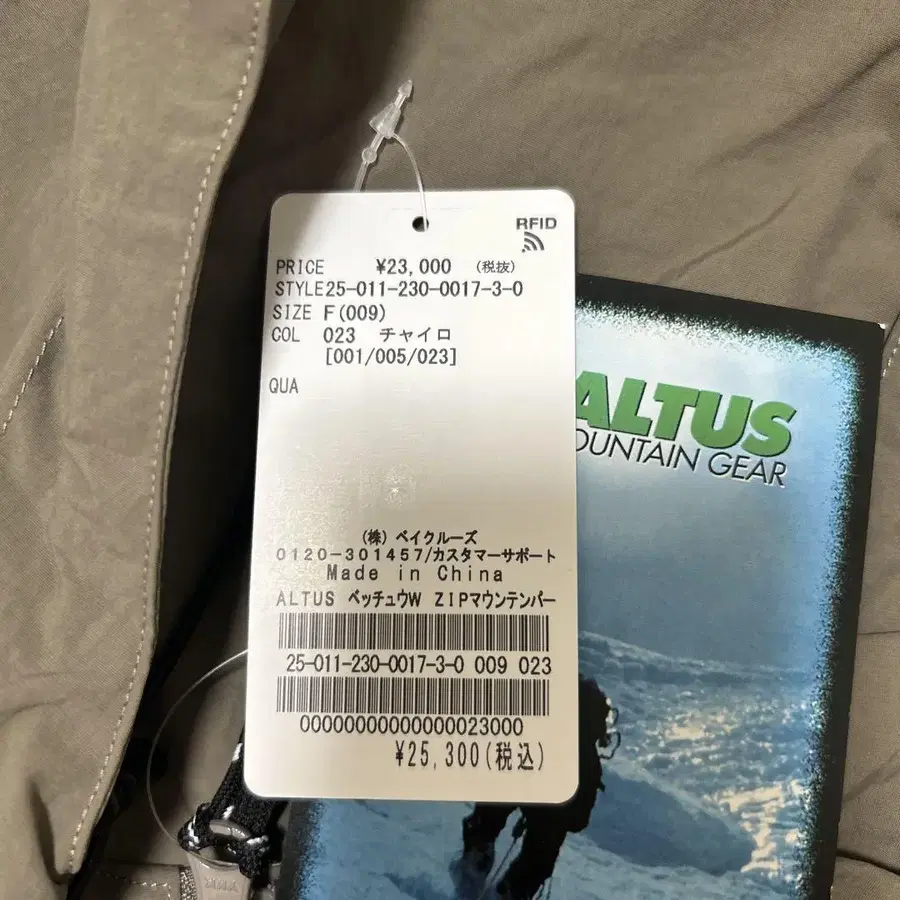 RFID
PRICE ¥23,000 (税抜)
STYLE25-011-230-0017-3-0
SIZE F(009)
COL 023 チャイロ
[001/005/023]
QUA
(株)ベイクルーズ
0120-301457/カスタマーサポート
Made in China
ALTUS ベッチュウW ZIPマウンテンパー
25-011-230-0017-3-0 009 023
00000000000000023000
¥25,300(税込)
ALTUS
OUNTAIN GEAR